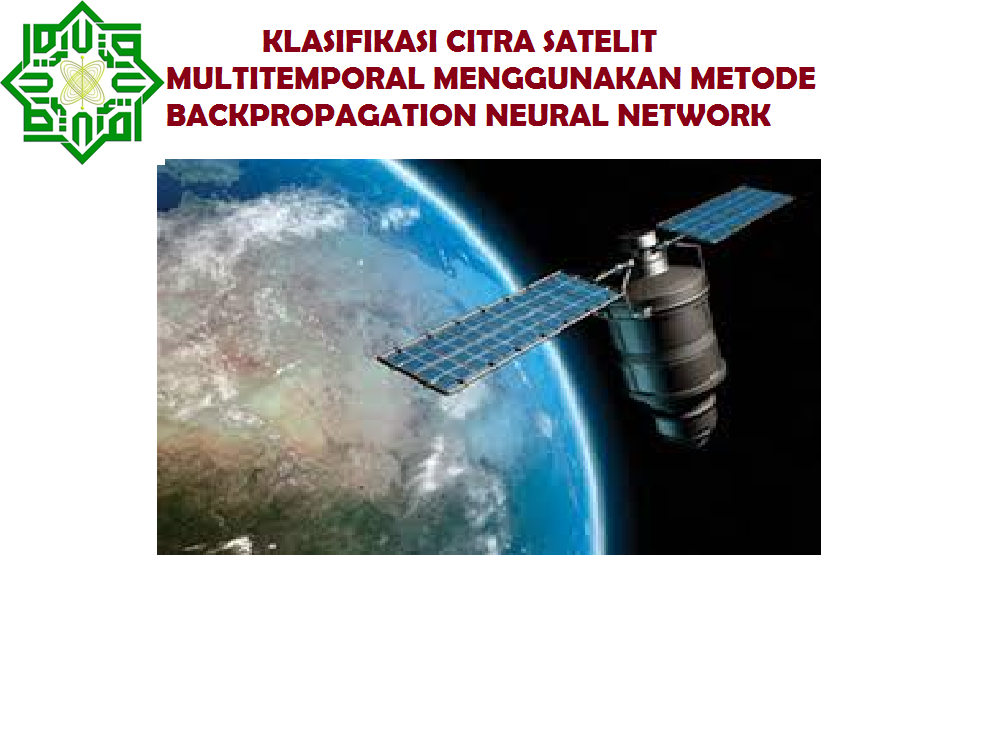 KLASIFIKASI CITRA SATELIT
MULTITEMPORAL MENGGUNAKAN METODE
BACKPROPAGATION NEURAL NETWORK